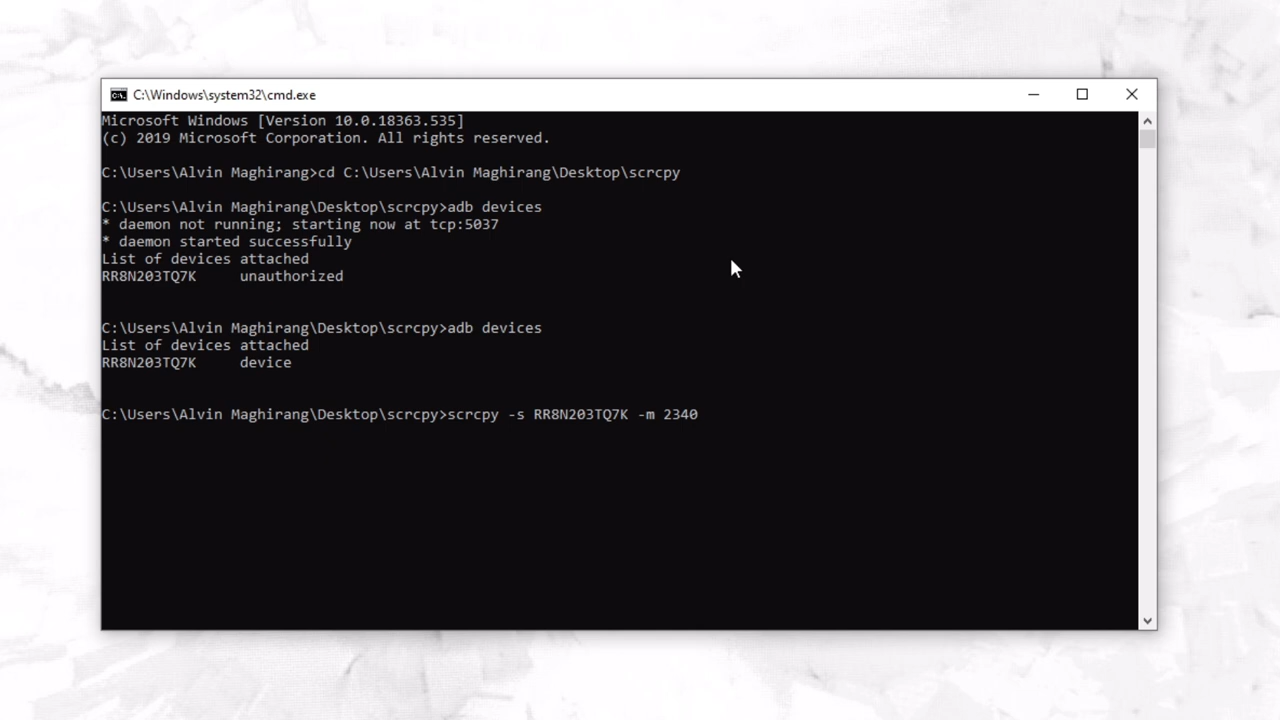 C:\Windows\system32\cmd.exe
Microsoft Windows [Version 10.0.18363.535]
(c) 2019 Microsoft Corporation. All rights reserved.
C:\Users\Alvin Maghirang>cd C:\Users\Alvin Maghirang\Desktop\scrcpy
C:\Users\Alvin Maghirang\Desktop\scrcpy>adb devices
* daemon not running; starting now at tcp:5037
* daemon started successfully
List of devices attached
RR8N203TQ7K     unauthorized
C:\Users\Alvin Maghirang\Desktop\scrcpy>adb devices
List of devices attached
RR8N203TQ7K     device
C:\Users\Alvin Maghirang\Desktop\scrcpy>scrcpy -s RR8N203TQ7K -m 2340